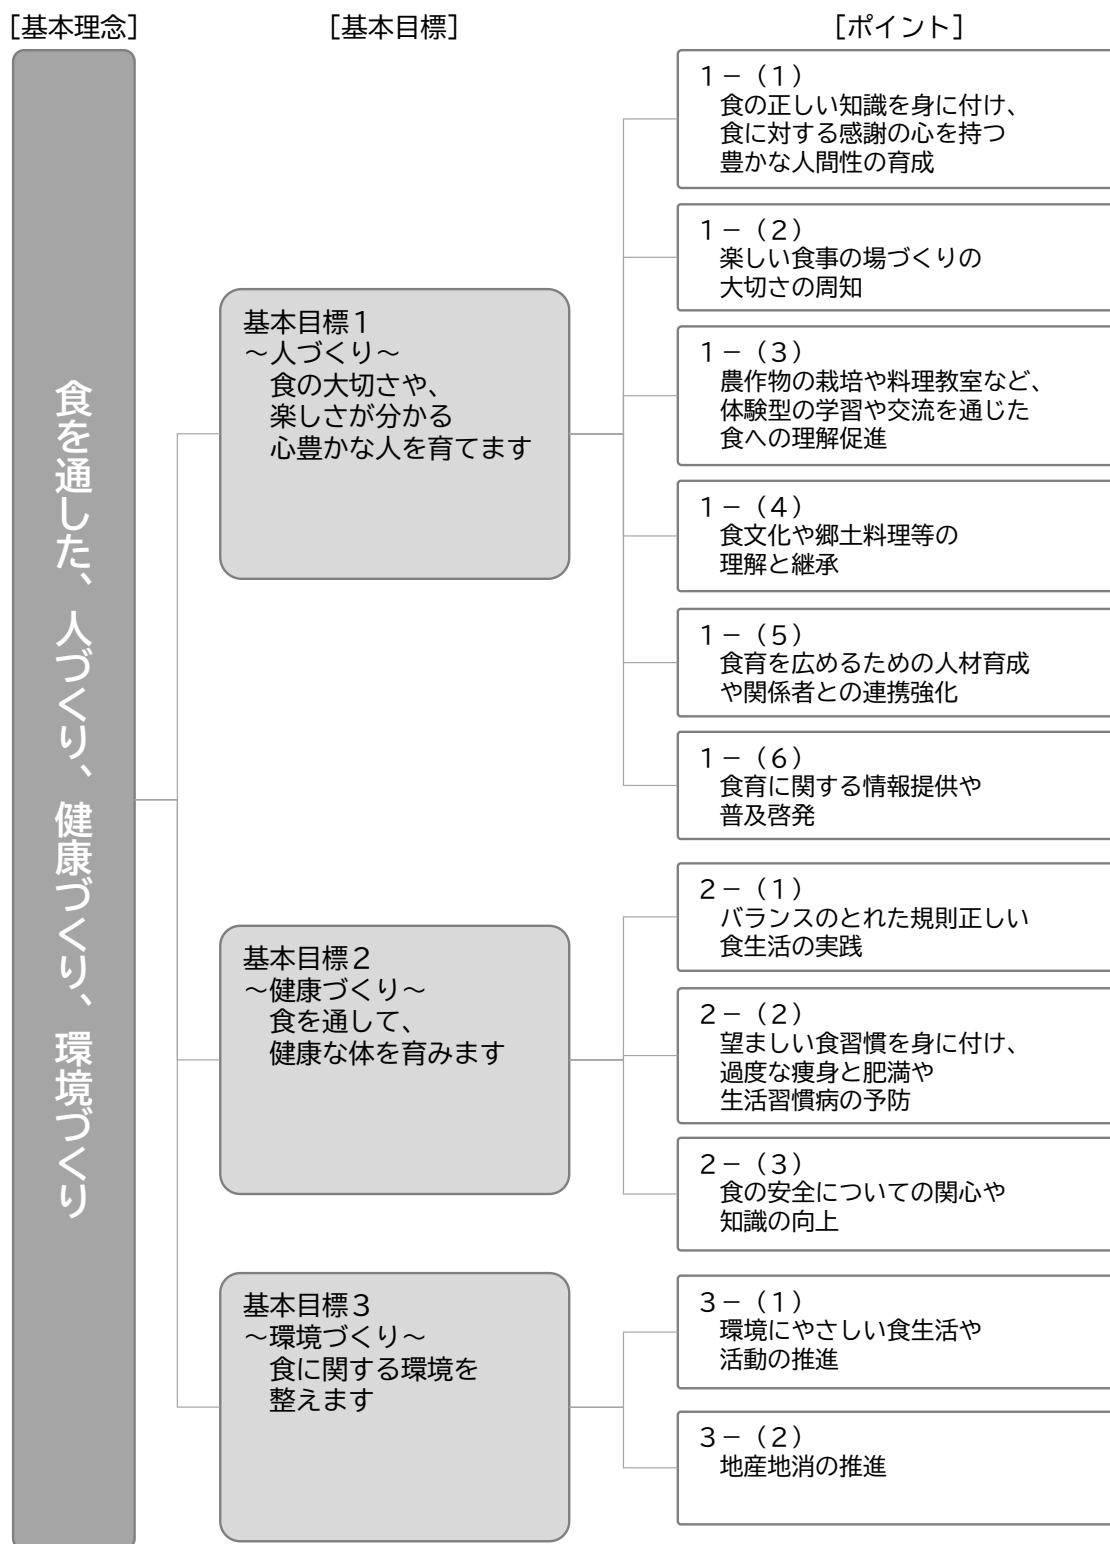 ［基本理念］
［基本目標］
［ポイント］
食を通した、人づくり、健康づくり、環境づくり
基本目標１
～人づくり～
食の大切さや、
楽しさが分かる
心豊かな人を育てます
１－（１）
食の正しい知識を身に付け、
食に対する感謝の心を持つ
豊かな人間性の育成
１－（２）
楽しい食事の場づくりの
大切さの周知
１－（３）
農作物の栽培や料理教室など、
体験型の学習や交流を通じた
食への理解促進
１－（４）
食文化や郷土料理等の
理解と継承
１－（５）
食育を広めるための人材育成
や関係者との連携強化
１－（６）
食育に関する情報提供や
普及啓発
基本目標２
～健康づくり～
食を通して、
健康な体を育みます
２－（１）
バランスのとれた規則正しい
食生活の実践
２－（２）
望ましい食習慣を身に付け、
過度な痩身と肥満や
生活習慣病の予防
２－（３）
食の安全についての関心や
知識の向上
基本目標３
～環境づくり～
食に関する環境を
整えます
３－（１）
環境にやさしい食生活や
活動の推進
３－（２）
地産地消の推進